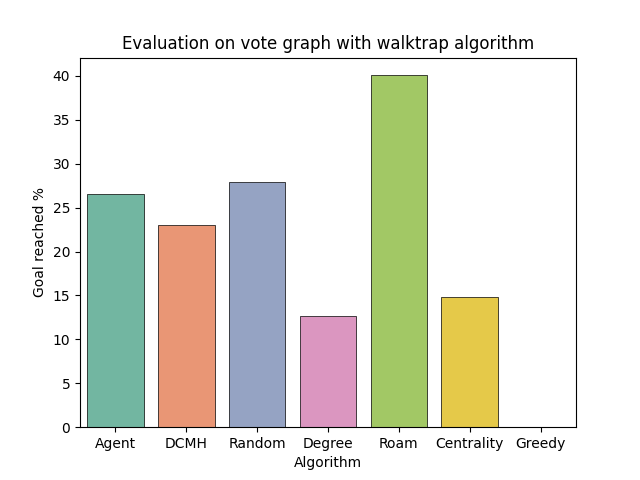 Evaluation on vote graph with walktrap algorithm
Goal reached %
40
35
30
25
20
15
10
5
0
Agent DCMH Random Degree Roam Centrality Greedy
Algorithm